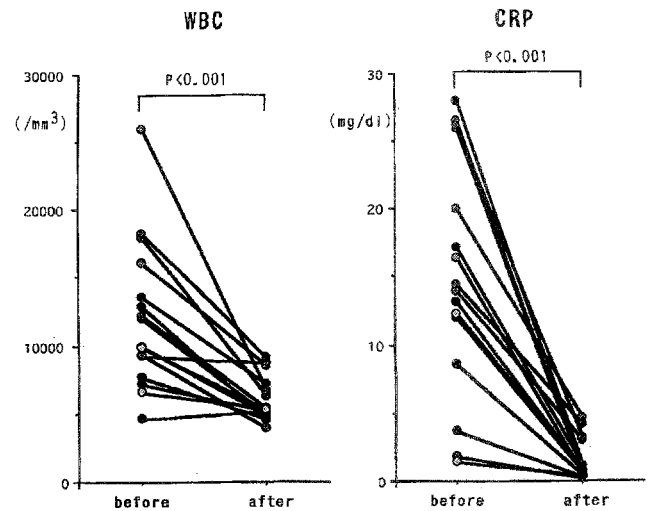 WBC
P<0.001
30000
(/mm³)
20000
10000
0
before after
CRP
P<0.001
30
(mg/dl)
20
10
0
before after